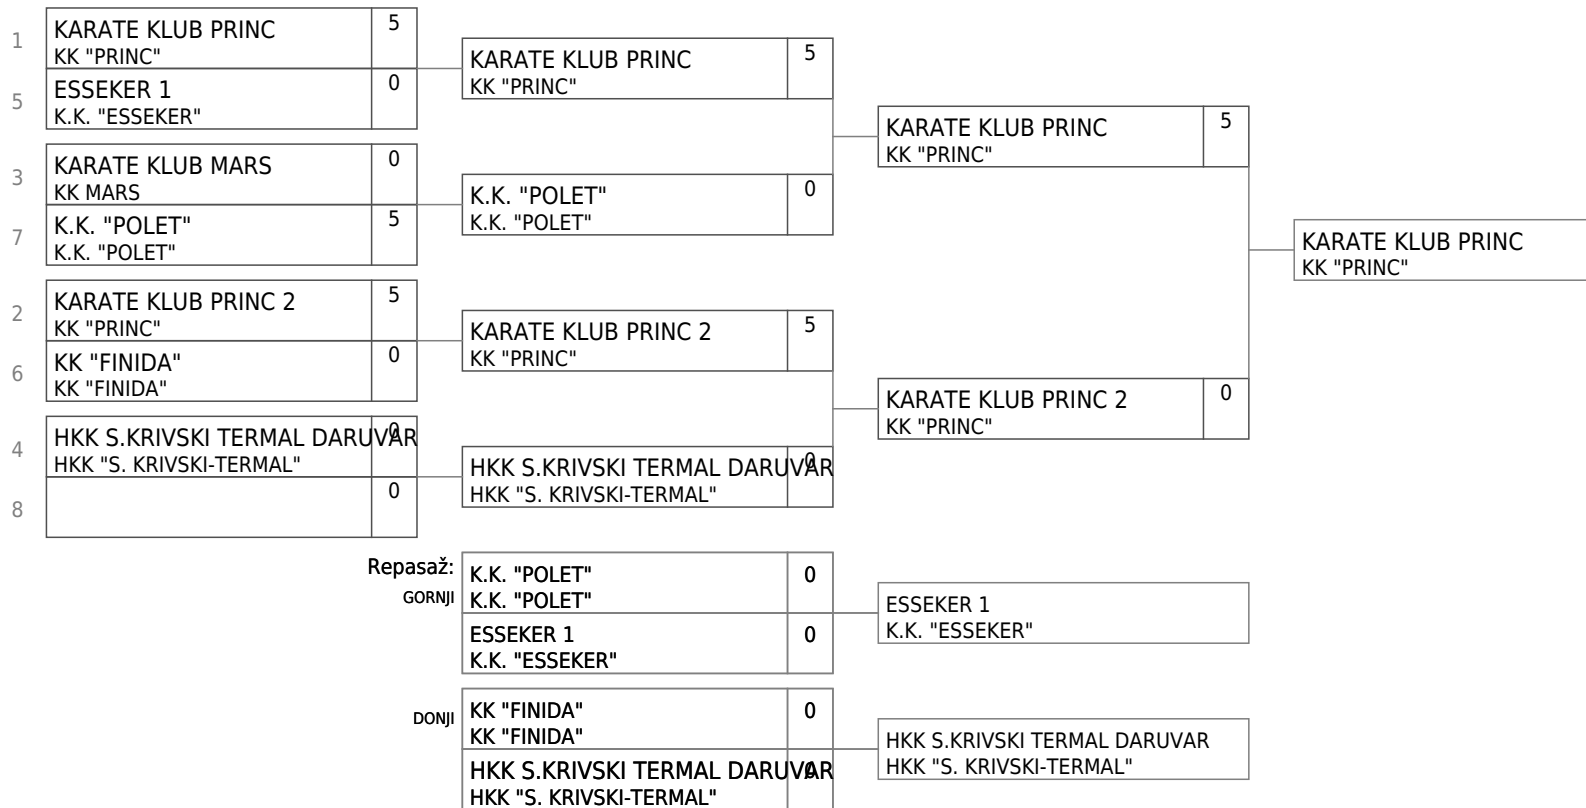 1
KARATE KLUB PRINC
KK "PRINC"
5
5
ESSEKER 1
K.K. "ESSEKER"
0
3
KARATE KLUB MARS
KK MARS
0
7
K.K. "POLET"
K.K. "POLET"
5
2
KARATE KLUB PRINC 2
KK "PRINC"
5
6
KK "FINIDA"
KK "FINIDA"
0
4
HKK S.KRIVSKI TERMAL DARUVAR
HKK "S. KRIVSKI-TERMAL"
0
8
0
KARATE KLUB PRINC
KK "PRINC"
5
K.K. "POLET"
K.K. "POLET"
0
KARATE KLUB PRINC 2
KK "PRINC"
5
HKK S.KRIVSKI TERMAL DARUVAR
HKK "S. KRIVSKI-TERMAL"
0
KARATE KLUB PRINC
KK "PRINC"
5
KARATE KLUB PRINC 2
KK "PRINC"
0
KARATE KLUB PRINC
KK "PRINC"
Repasaž:
GORNJI
K.K. "POLET"
K.K. "POLET"
0
ESSEKER 1
K.K. "ESSEKER"
0
ESSEKER 1
K.K. "ESSEKER"
DONJI
KK "FINIDA"
KK "FINIDA"
0
HKK S.KRIVSKI TERMAL DARUVAR
HKK "S. KRIVSKI-TERMAL"
0
HKK S.KRIVSKI TERMAL DARUVAR
HKK "S. KRIVSKI-TERMAL"